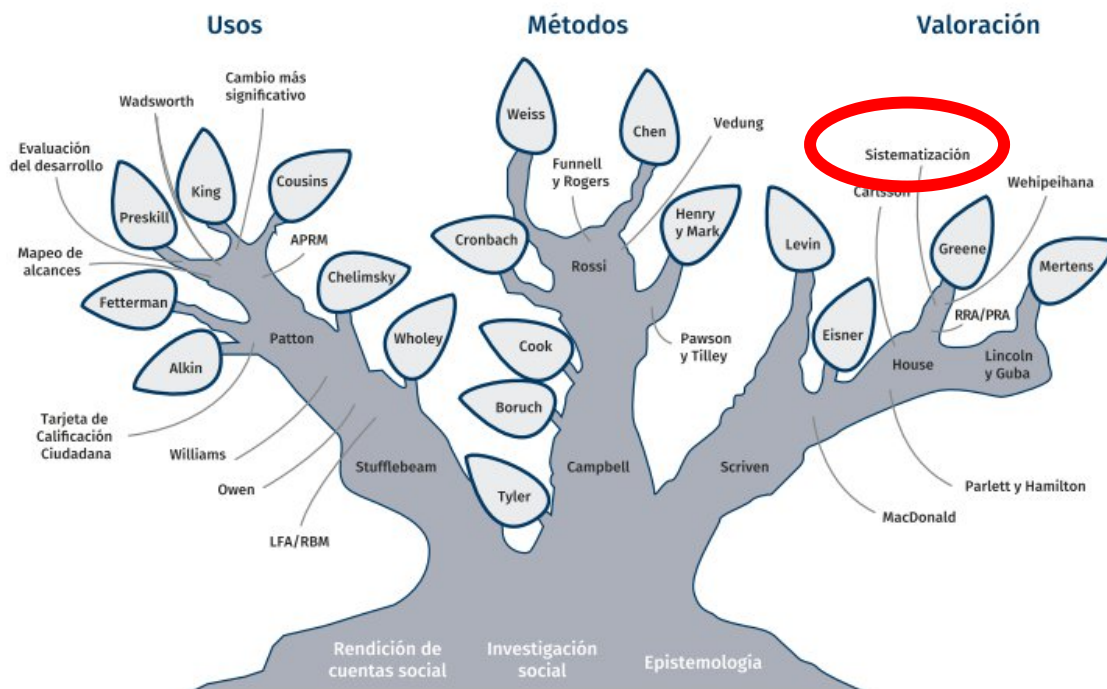 Usos
Métodos
Valoración
Cambio más
significativo
Wadsworth
Evaluación
del desarrollo
King
Cousins
Preskill
Mapeo de
alcances
APRM
Fetterman
Chelimsky
Patton
Wholey
Alkin
Tarjeta de
Calificación
Ciudadana
Williams
Owen
Stufflebeam
LFA/RBM
Weiss
Chen
Vedung
Funnell
y Rogers
Henry
y Mark
Cronbach
Rossi
Cook
Pawson
y Tilley
Boruch
Campbell
Tyler
Sistematización
Carlsson
Wehipeihana
Levin
Greene
Mertens
RRA/PRA
Eisner
House
Lincoln
y Guba
Scriven
Parlett y Hamilton
MacDonald
Rendición de
cuentas social
Investigación
social
Epistemología